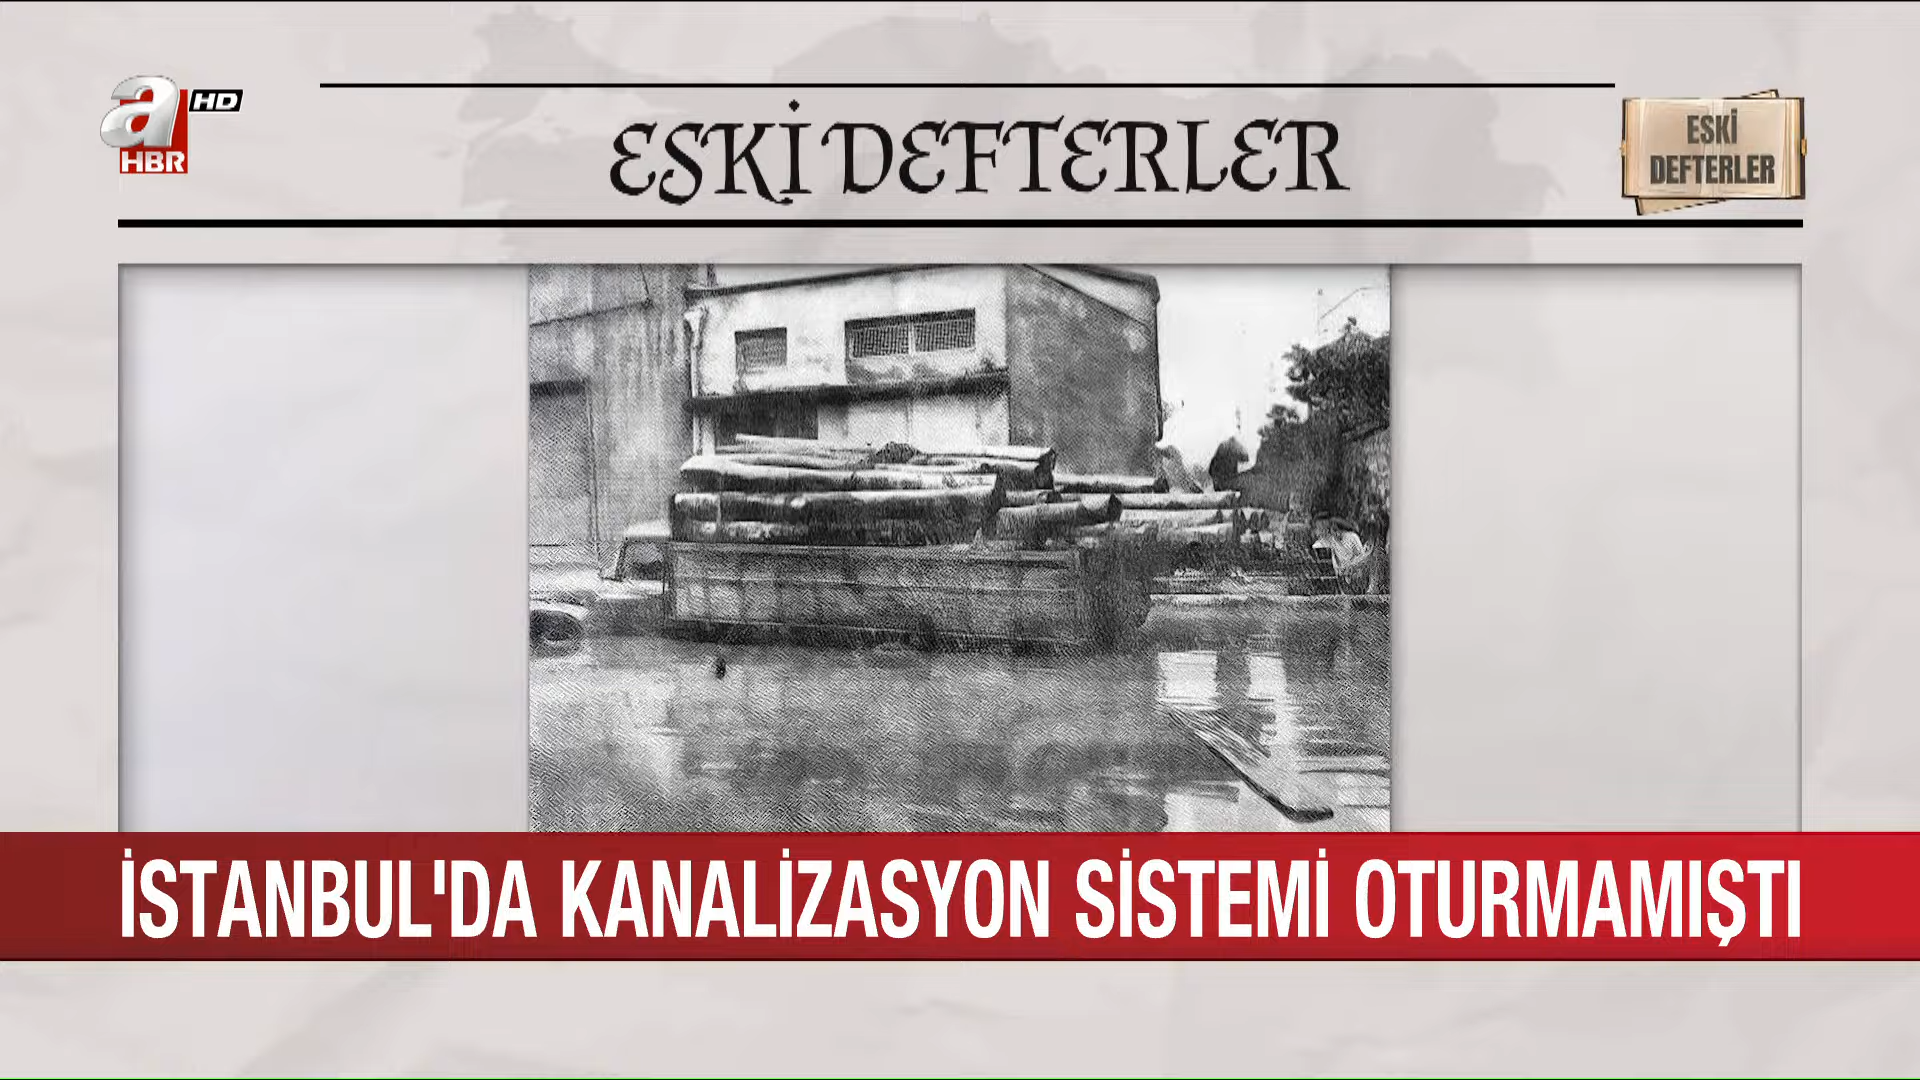 a HD
HBR
ESKİ DEFTERLER
ESKİ
DEFTERLER
İSTANBUL'DA KANALİZASYON SİSTEMİ OTURMAMIŞTI